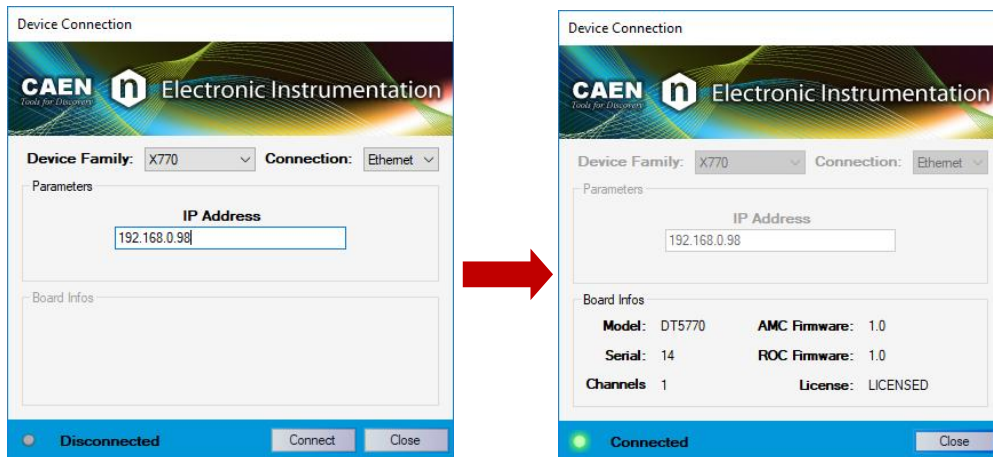 Device Connection
CAEN n Electronic Instrumentation
Tools for Discovery
Device Family: X770 Connection: Ethernet
Parameters
IP Address
192.168.0.98
Board Infos
Disconnected Connect Close
Device Connection
CAEN n Electronic Instrumentation
Tools for Discovery
Device Family: X770 Connection: Ethernet
Parameters
IP Address
192.168.0.98
Board Infos
Model: DT5770 AMC Firmware: 1.0
Serial: 14 ROC Firmware: 1.0
Channels 1 License: LICENSED
Connected Close